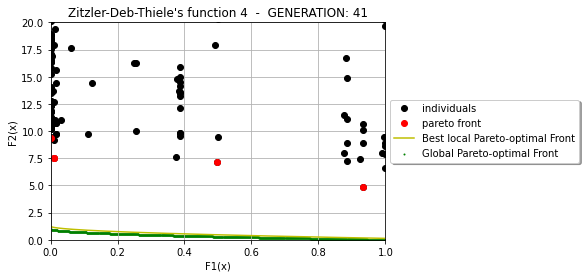 Zitzler-Deb-Thiele's function 4 - GENERATION: 41
20.0
17.5
15.0
12.5
10.0
7.5
5.0
2.5
0.0
F2(x)
0.0 0.2 0.4 0.6 0.8 1.0
F1(x)
individuals
pareto front
Best local Pareto-optimal Front
Global Pareto-optimal Front